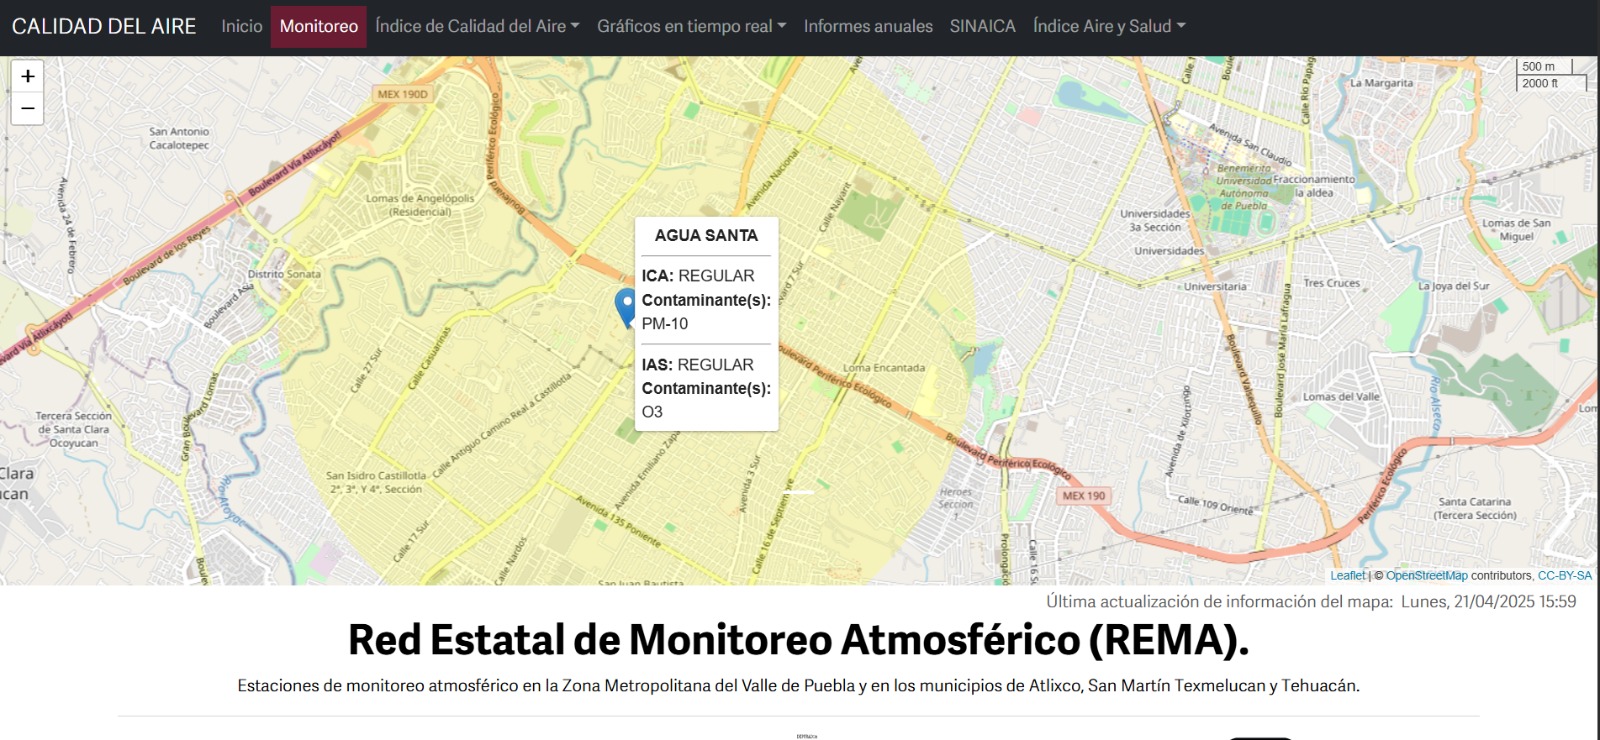 CALIDAD DEL AIRE Inicio Monitoreo Índice de Calidad del Aire Gráficos en tiempo real Informes anuales SINAICA Índice Aire y Salud
+
−
500 m
2000 ft
MEX 190D
San Antonio
Cacalotepec
Boulevard Vía Atlixcáyotl
Periférico Ecológico
Boulevard
Avenida 24 de Febrero
Lomas de Angelópolis
(Residencial)
Boulevard de los Reyes
Distrito Sonata
Avenida Nacional
Calle Nayarit
La Margarita
Calle Río Papag
Avenida San Claudio
Benemérita
Universidad
Autónoma
de Puebla
Fraccionamiento
la aldea
Universidades
3a Sección
Universidades
Lomas de San
Miguel
Universitaria
Tres Cruces
La Joya del Sur
AGUA SANTA
ICA: REGULAR
Contaminante(s):
PM-10
IAS: REGULAR
Contaminante(s):
O3
Calle 27 Sur
Calle Casuarinas
Loma Encantada
Boulevard Valsequillo
Boulevard José María Lafragua
Lomas del Valle
Río Alseseca
Tercera Sección
de Santa Clara
Ocoyucan
Gran Boulevard Lomas
Calle Antiguo Camino Real a Castillotla
San Isidro Castillotla
2ª, 3ª, Y 4ª, Sección
Río Atoyac
Avenida Emiliano Zapa
Avenida 3 Sur
Calle 16 de Septiembre
Boulevard Periférico Ecológico
Avenida de Xilotzingo
Heroes
Sección
1
MEX 190
Calle 109 Oriente
Periférico Ecológico
Santa Catarina
(Tercera Sección)
Avenida 135 Poniente
Calle 17 Sur
Calle Nardos
San Juan Bautista
Leaflet | © OpenStreetMap contributors, CC-BY-SA
Última actualización de información del mapa: Lunes, 21/04/2025 15:59
Red Estatal de Monitoreo Atmosférico (REMA).
Estaciones de monitoreo atmosférico en la Zona Metropolitana del Valle de Puebla y en los municipios de Atlixco, San Martín Texmelucan y Tehuacán.